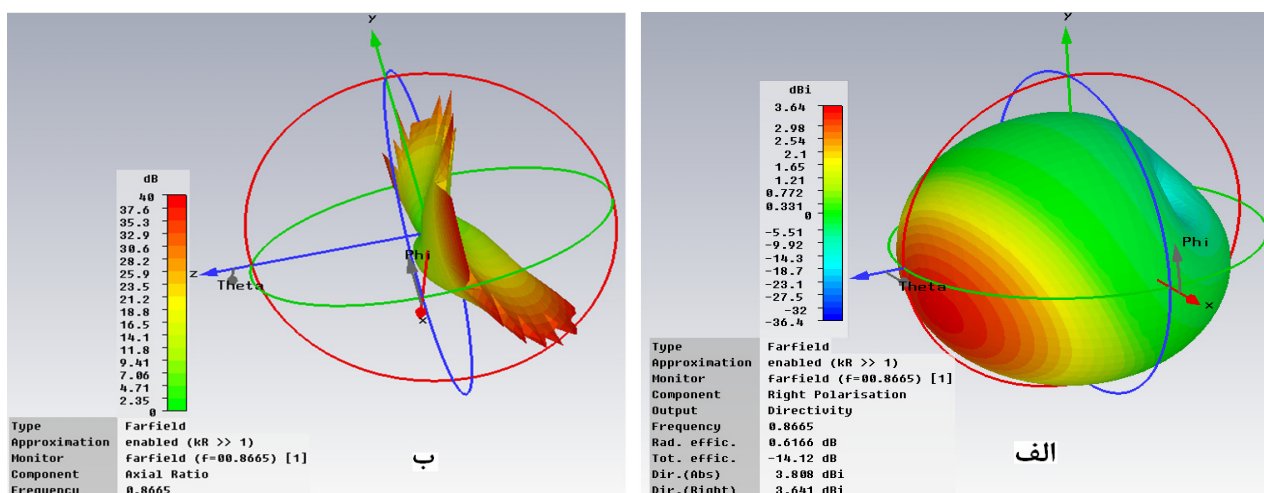 y
dB
40
37.6
35.3
32.9
30.6
28.2
25.9
23.5
21.2
18.8
16.5
14.1
11.8
9.41
7.06
4.71
2.35
0
z
Theta
Phi
x
Type Farfield
Approximation enabled (kR >> 1)
Monitor farfield (f=00.8665) [1]
Component Axial Ratio
Frequency 0.8665
ب
y
dBi
3.64
2.98
2.54
2.1
1.65
1.21
0.772
0.331
0
-5.51
-9.92
-14.3
-18.7
-23.1
-27.5
-32
-36.4
Theta
Phi
x
Type Farfield
Approximation enabled (kR >> 1)
Monitor farfield (f=00.8665) [1]
Component Right Polarisation
Output Directivity
Frequency 0.8665
Rad. effic. 0.6166 dB
Tot. effic. -14.12 dB
Dir.(Abs) 3.808 dBi
Dir.(Right) 3.641 dBi
الف